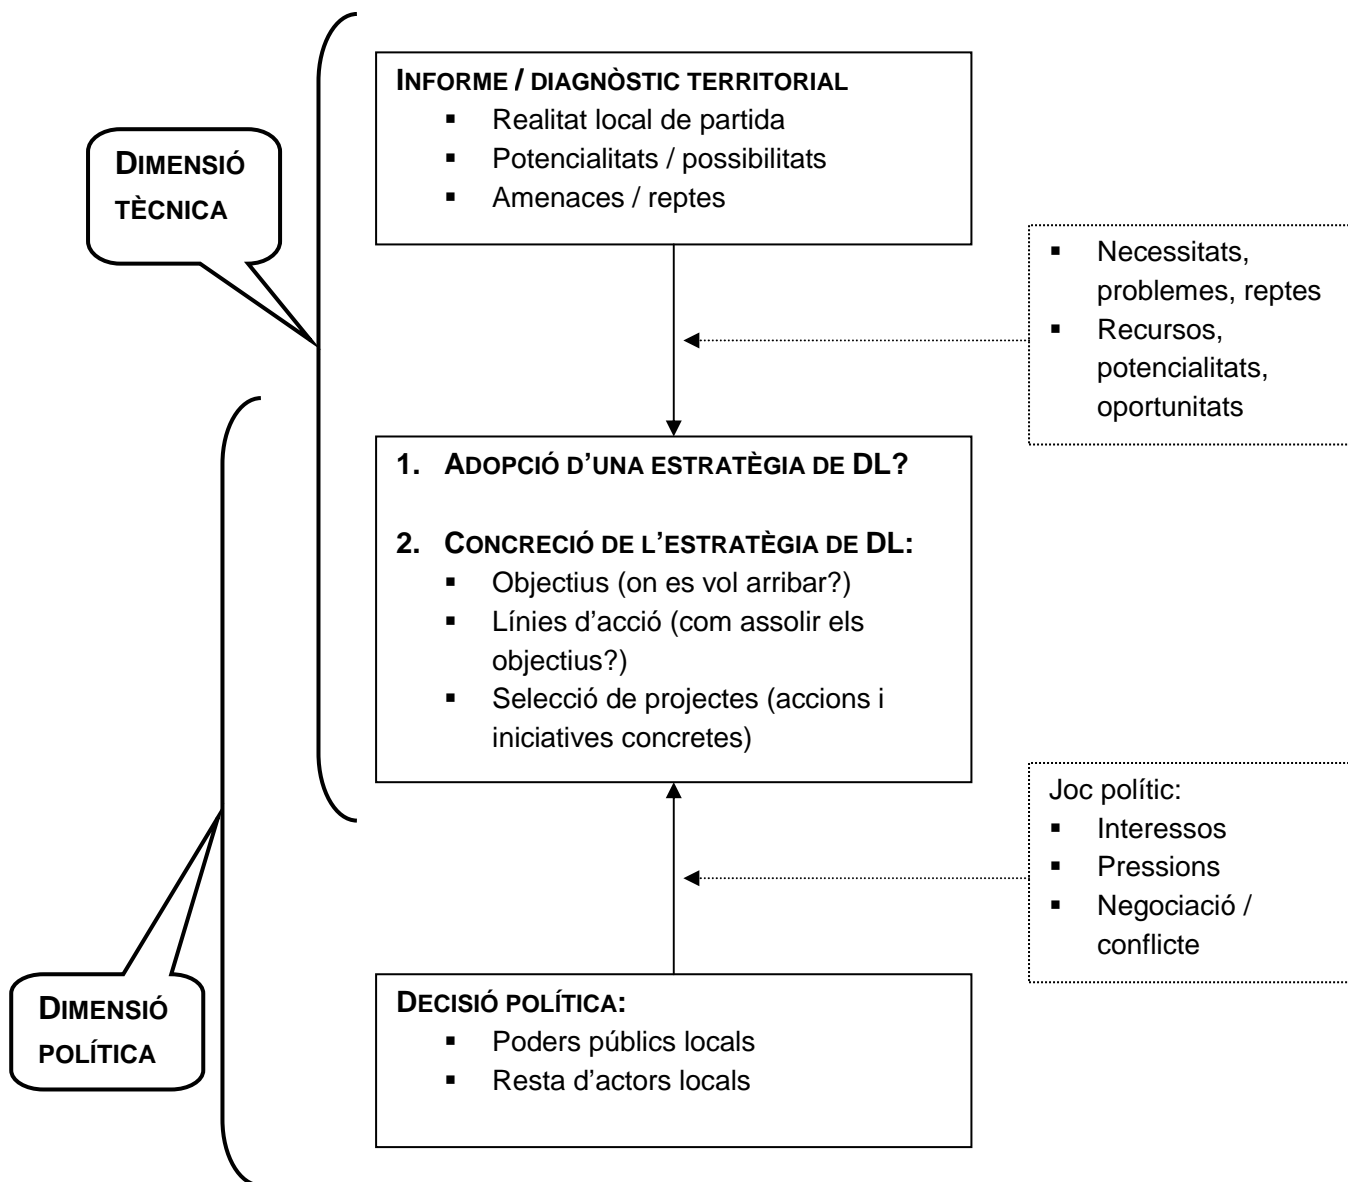 INFORME / DIAGNÒSTIC TERRITORIAL
▪ Realitat local de partida
▪ Potencialitats / possibilitats
▪ Amenaces / reptes
DIMENSIÓ
TÈCNICA
▪ Necessitats,
problemes, reptes
▪ Recursos,
potencialitats,
oportunitats
1. ADOPCIÓ D’UNA ESTRATÈGIA DE DL?
2. CONCRECIÓ DE L’ESTRATÈGIA DE DL:
▪ Objectius (on es vol arribar?)
▪ Línies d’acció (com assolir els
objectius?)
▪ Selecció de projectes (accions i
iniciatives concretes)
Joc polític:
▪ Interessos
▪ Pressions
▪ Negociació /
conflicte
DIMENSIÓ
POLÍTICA
DECISIÓ POLÍTICA:
▪ Poders públics locals
▪ Resta d’actors locals